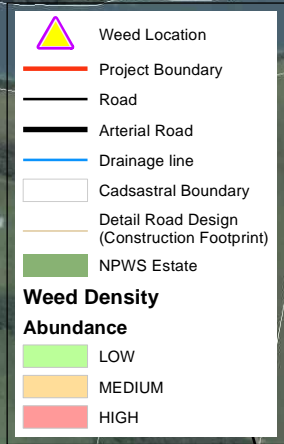 Weed Location
Project Boundary
Road
Arterial Road
Drainage line
Cadsastral Boundary
Detail Road Design
(Construction Footprint)
NPWS Estate
Weed Density
Abundance
LOW
MEDIUM
HIGH